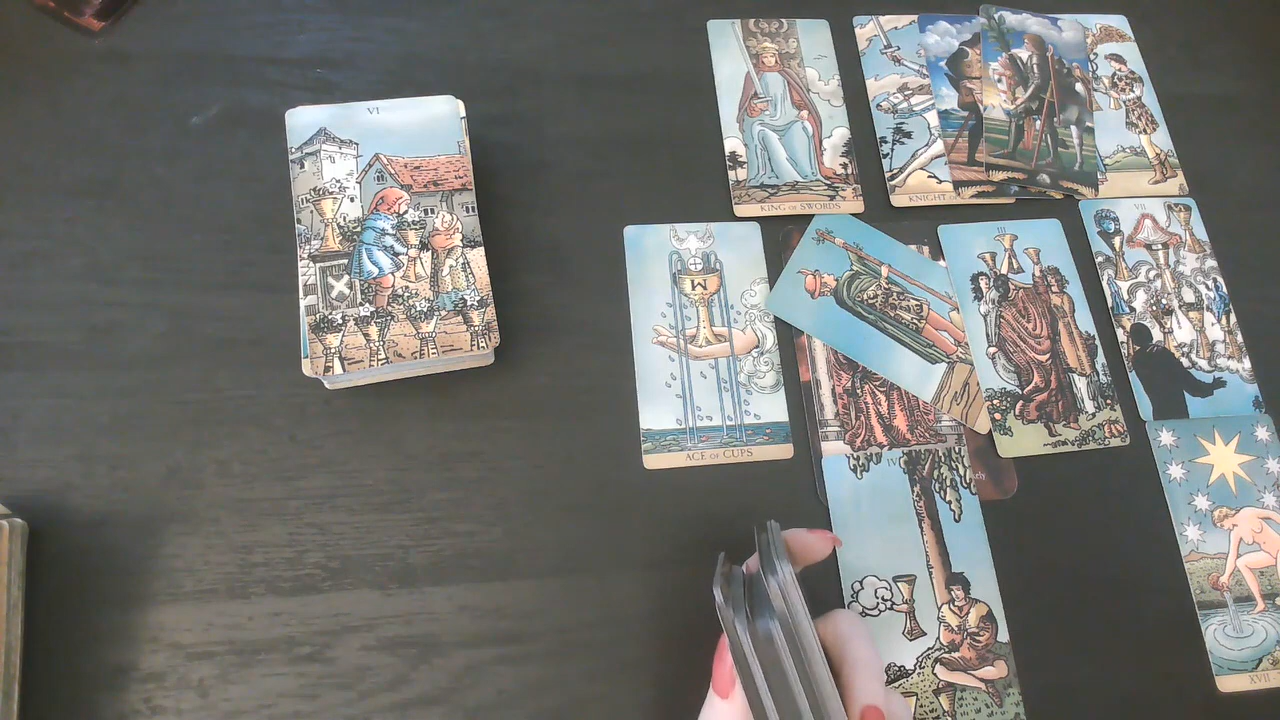 VI
KING OF SWORDS
KNIGHT OF
VII
III
ACE OF CUPS
IV
XVII